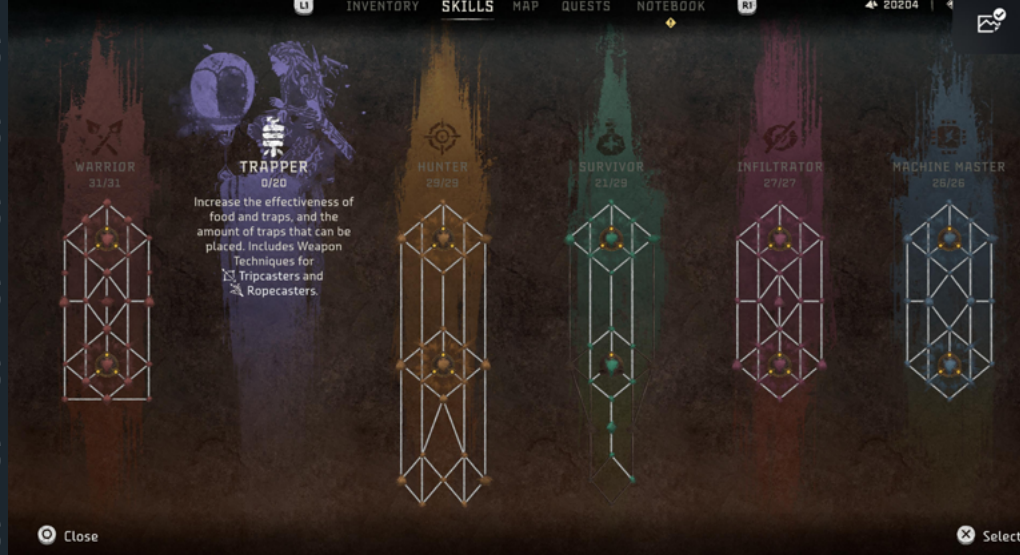 L1 INVENTORY SKILLS MAP QUESTS NOTEBOOK R1 20204
WARRIOR
31/31
TRAPPER
0/20
Increase the effectiveness of
food and traps, and the
amount of traps that can be
placed. Includes Weapon
Techniques for
Tripcasters and
Ropecasters.
HUNTER
29/29
SURVIVOR
21/29
INFILTRATOR
27/27
MACHINE MASTER
26/26
Close
Select